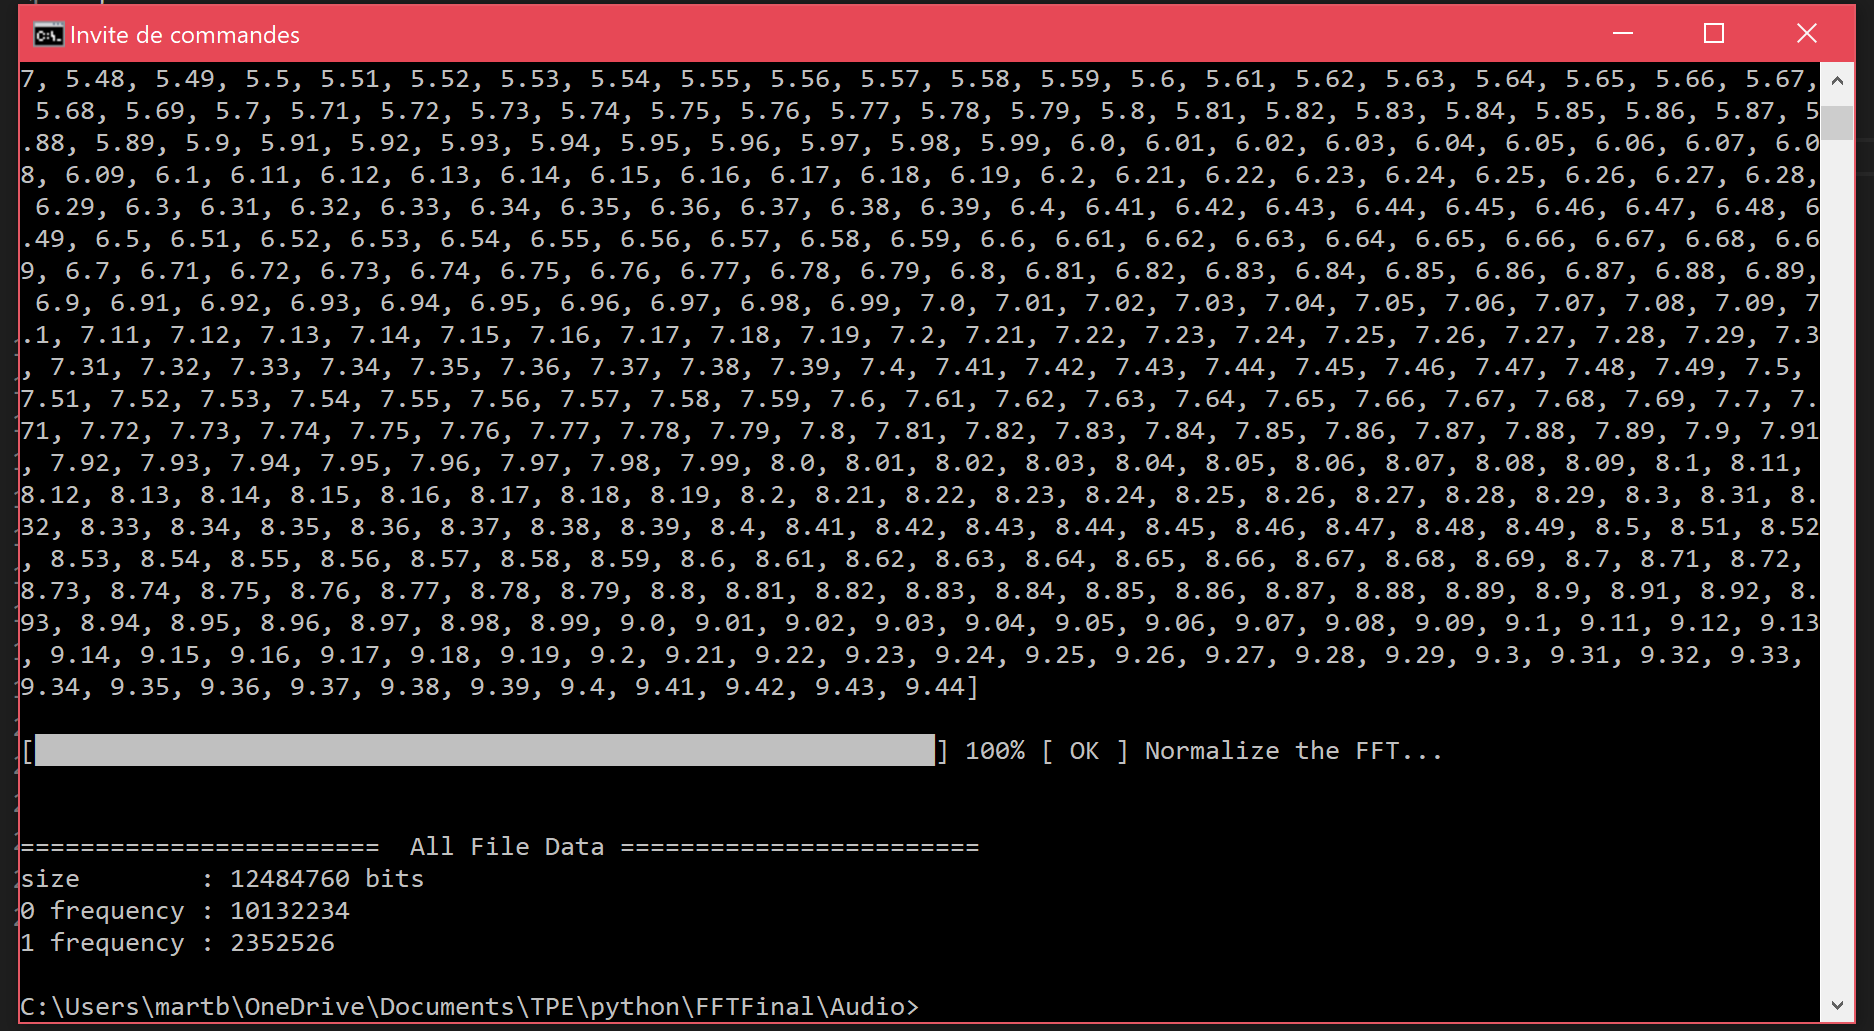 Invite de commandes
7, 5.48, 5.49, 5.5, 5.51, 5.52, 5.53, 5.54, 5.55, 5.56, 5.57, 5.58, 5.59, 5.6, 5.61, 5.62, 5.63, 5.64, 5.65, 5.66, 5.67,
5.68, 5.69, 5.7, 5.71, 5.72, 5.73, 5.74, 5.75, 5.76, 5.77, 5.78, 5.79, 5.8, 5.81, 5.82, 5.83, 5.84, 5.85, 5.86, 5.87, 5
.88, 5.89, 5.9, 5.91, 5.92, 5.93, 5.94, 5.95, 5.96, 5.97, 5.98, 5.99, 6.0, 6.01, 6.02, 6.03, 6.04, 6.05, 6.06, 6.07, 6.0
8, 6.09, 6.1, 6.11, 6.12, 6.13, 6.14, 6.15, 6.16, 6.17, 6.18, 6.19, 6.2, 6.21, 6.22, 6.23, 6.24, 6.25, 6.26, 6.27, 6.28,
6.29, 6.3, 6.31, 6.32, 6.33, 6.34, 6.35, 6.36, 6.37, 6.38, 6.39, 6.4, 6.41, 6.42, 6.43, 6.44, 6.45, 6.46, 6.47, 6.48, 6
.49, 6.5, 6.51, 6.52, 6.53, 6.54, 6.55, 6.56, 6.57, 6.58, 6.59, 6.6, 6.61, 6.62, 6.63, 6.64, 6.65, 6.66, 6.67, 6.68, 6.6
9, 6.7, 6.71, 6.72, 6.73, 6.74, 6.75, 6.76, 6.77, 6.78, 6.79, 6.8, 6.81, 6.82, 6.83, 6.84, 6.85, 6.86, 6.87, 6.88, 6.89,
6.9, 6.91, 6.92, 6.93, 6.94, 6.95, 6.96, 6.97, 6.98, 6.99, 7.0, 7.01, 7.02, 7.03, 7.04, 7.05, 7.06, 7.07, 7.08, 7.09, 7
.1, 7.11, 7.12, 7.13, 7.14, 7.15, 7.16, 7.17, 7.18, 7.19, 7.2, 7.21, 7.22, 7.23, 7.24, 7.25, 7.26, 7.27, 7.28, 7.29, 7.3
, 7.31, 7.32, 7.33, 7.34, 7.35, 7.36, 7.37, 7.38, 7.39, 7.4, 7.41, 7.42, 7.43, 7.44, 7.45, 7.46, 7.47, 7.48, 7.49, 7.5,
7.51, 7.52, 7.53, 7.54, 7.55, 7.56, 7.57, 7.58, 7.59, 7.6, 7.61, 7.62, 7.63, 7.64, 7.65, 7.66, 7.67, 7.68, 7.69, 7.7, 7.
71, 7.72, 7.73, 7.74, 7.75, 7.76, 7.77, 7.78, 7.79, 7.8, 7.81, 7.82, 7.83, 7.84, 7.85, 7.86, 7.87, 7.88, 7.89, 7.9, 7.91
, 7.92, 7.93, 7.94, 7.95, 7.96, 7.97, 7.98, 7.99, 8.0, 8.01, 8.02, 8.03, 8.04, 8.05, 8.06, 8.07, 8.08, 8.09, 8.1, 8.11,
8.12, 8.13, 8.14, 8.15, 8.16, 8.17, 8.18, 8.19, 8.2, 8.21, 8.22, 8.23, 8.24, 8.25, 8.26, 8.27, 8.28, 8.29, 8.3, 8.31, 8.
32, 8.33, 8.34, 8.35, 8.36, 8.37, 8.38, 8.39, 8.4, 8.41, 8.42, 8.43, 8.44, 8.45, 8.46, 8.47, 8.48, 8.49, 8.5, 8.51, 8.52
, 8.53, 8.54, 8.55, 8.56, 8.57, 8.58, 8.59, 8.6, 8.61, 8.62, 8.63, 8.64, 8.65, 8.66, 8.67, 8.68, 8.69, 8.7, 8.71, 8.72,
8.73, 8.74, 8.75, 8.76, 8.77, 8.78, 8.79, 8.8, 8.81, 8.82, 8.83, 8.84, 8.85, 8.86, 8.87, 8.88, 8.89, 8.9, 8.91, 8.92, 8.
93, 8.94, 8.95, 8.96, 8.97, 8.98, 8.99, 9.0, 9.01, 9.02, 9.03, 9.04, 9.05, 9.06, 9.07, 9.08, 9.09, 9.1, 9.11, 9.12, 9.13
, 9.14, 9.15, 9.16, 9.17, 9.18, 9.19, 9.2, 9.21, 9.22, 9.23, 9.24, 9.25, 9.26, 9.27, 9.28, 9.29, 9.3, 9.31, 9.32, 9.33,
9.34, 9.35, 9.36, 9.37, 9.38, 9.39, 9.4, 9.41, 9.42, 9.43, 9.44]
[██████████████████████████████] 100% [ OK ] Normalize the FFT...
======================== All File Data ========================
size : 12484760 bits
0 frequency : 10132234
1 frequency : 2352526
C:\Users\martb\OneDrive\Documents\TPE\python\FFTFinal\Audio>